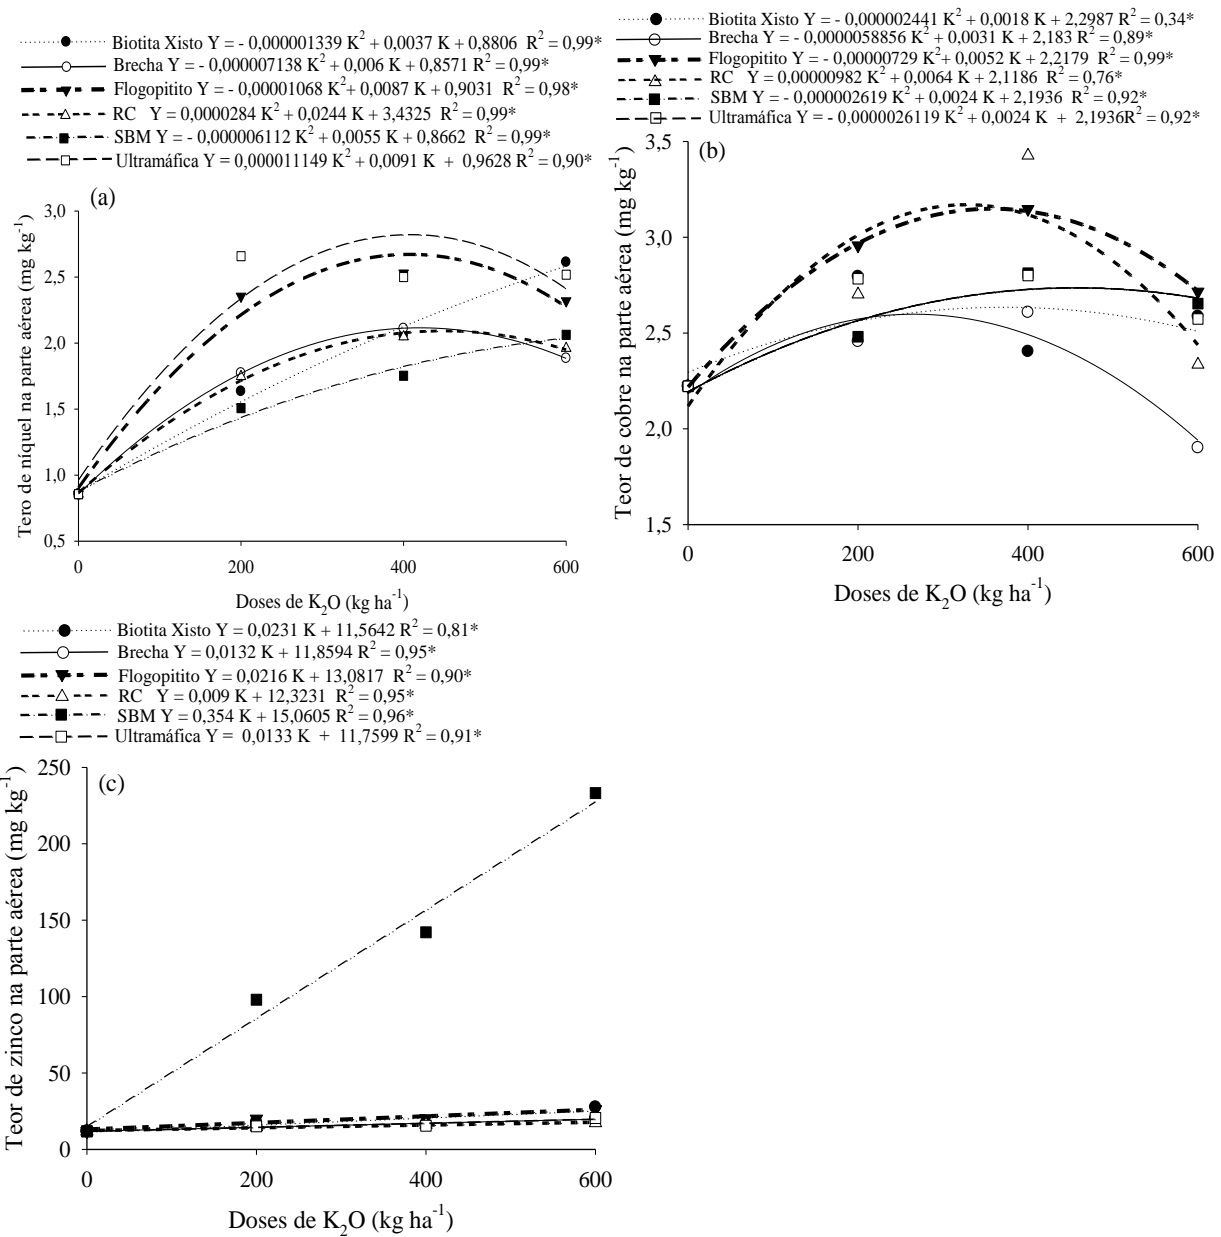 Biotita Xisto Y = - 0,000001339 K² + 0,0037 K + 0,8806 R² = 0,99*
Brecha Y = - 0,000007138 K² + 0,006 K + 0,8571 R² = 0,99*
Flogopitito Y = - 0,00001068 K² + 0,0087 K + 0,9031 R² = 0,98*
RC Y = 0,0000284 K² + 0,0244 K + 3,4325 R² = 0,99*
SBM Y = - 0,000006112 K² + 0,0055 K + 0,8662 R² = 0,99*
Ultramáfica Y = 0,000011149 K² + 0,0091 K + 0,9628 R² = 0,90*
(a)
Tero de níquel na parte aérea (mg kg⁻¹)
3,0
2,5
2,0
1,5
1,0
0,5
0 200 400 600
Doses de K₂O (kg ha⁻¹)
Biotita Xisto Y = - 0,000002441 K² + 0,0018 K + 2,2987 R² = 0,34*
Brecha Y = - 0,0000058856 K² + 0,0031 K + 2,183 R² = 0,89*
Flogopitito Y = - 0,00000729 K² + 0,0052 K + 2,2179 R² = 0,99*
RC Y = 0,00000982 K² + 0,0064 K + 2,1186 R² = 0,76*
SBM Y = - 0,000002619 K² + 0,0024 K + 2,1936 R² = 0,92*
Ultramáfica Y = - 0,0000026119 K² + 0,0024 K + 2,1936R² = 0,92*
(b)
Teor de cobre na parte aérea (mg kg⁻¹)
3,5
3,0
2,5
2,0
1,5
0 200 400 600
Doses de K₂O (kg ha⁻¹)
Biotita Xisto Y = 0,0231 K + 11,5642 R² = 0,81*
Brecha Y = 0,0132 K + 11,8594 R² = 0,95*
Flogopitito Y = 0,0216 K + 13,0817 R² = 0,90*
RC Y = 0,009 K + 12,3231 R² = 0,95*
SBM Y = 0,354 K + 15,0605 R² = 0,96*
Ultramáfica Y = 0,0133 K + 11,7599 R² = 0,91*
(c)
Teor de zinco na parte aérea (mg kg⁻¹)
250
200
150
100
50
0
0 200 400 600
Doses de K₂O (kg ha⁻¹)